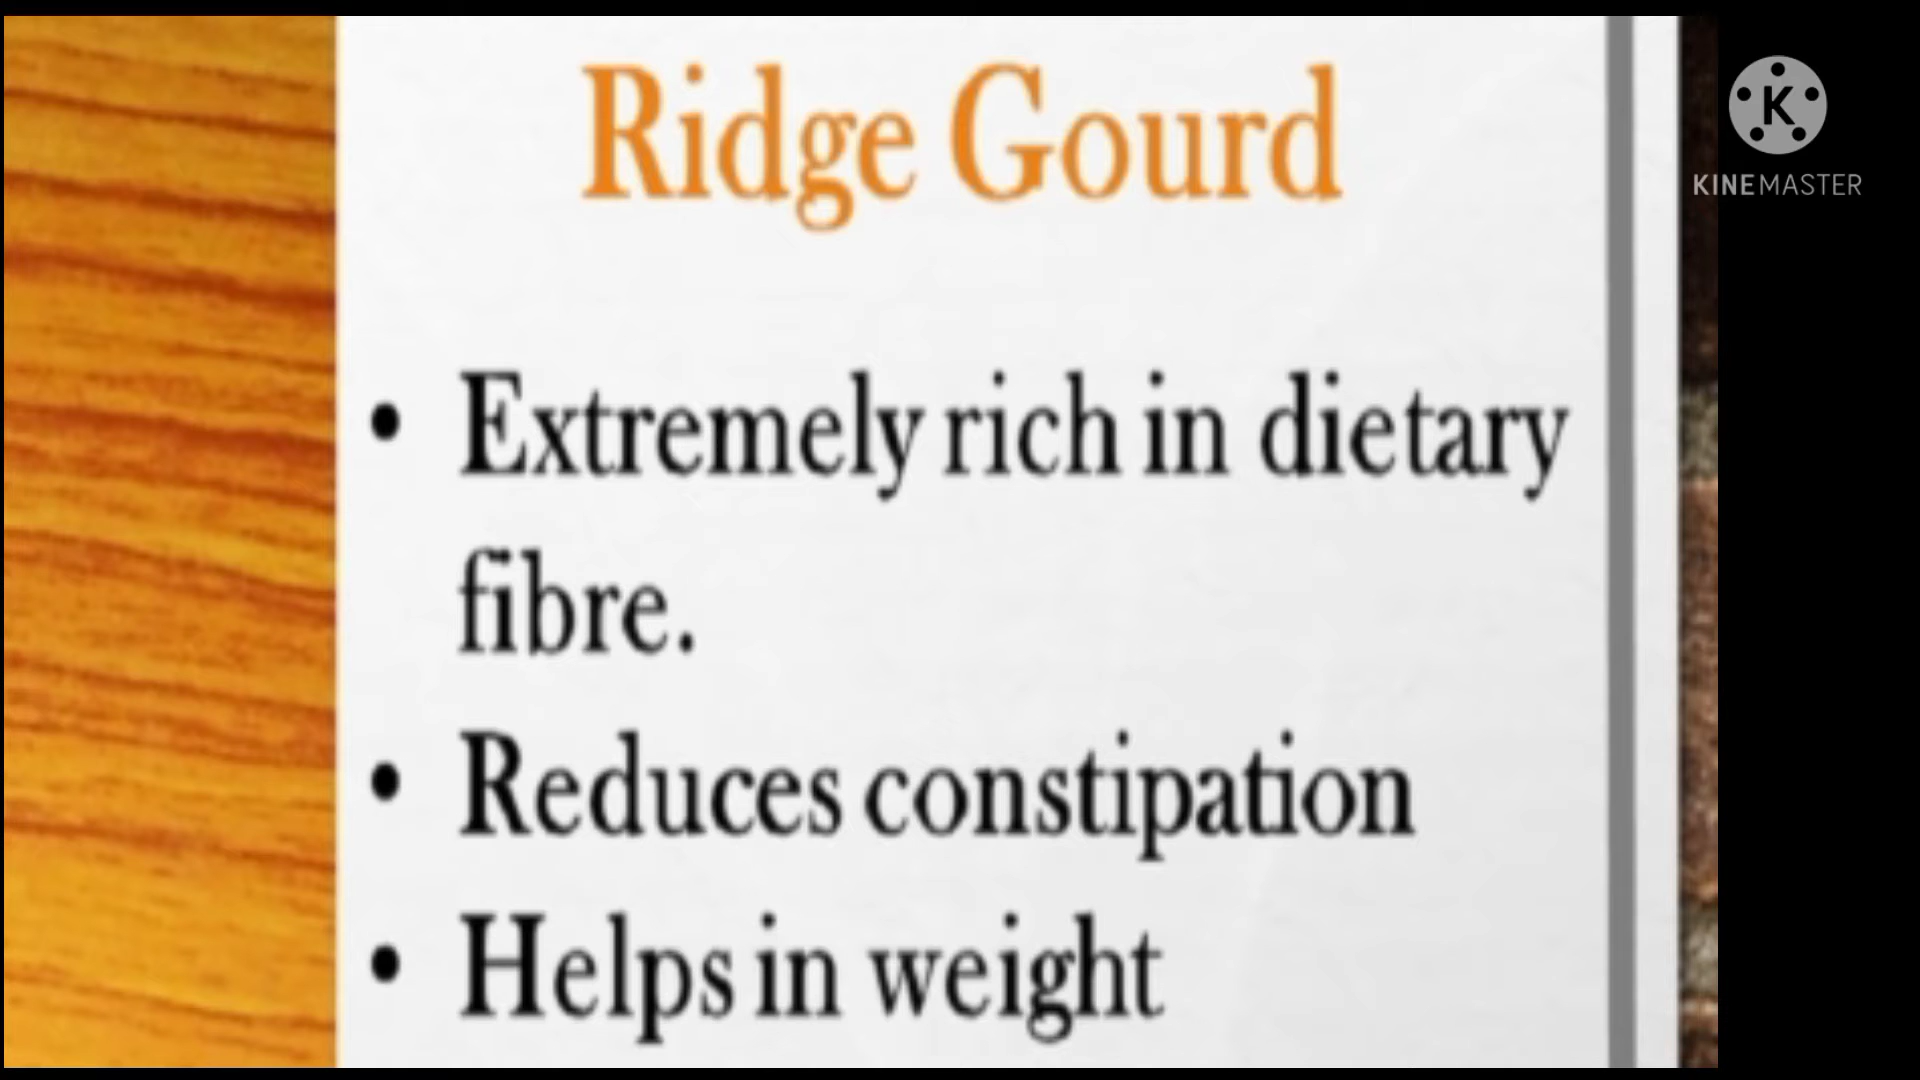 Ridge Gourd
K
KINEMASTER
• Extremely rich in dietary
fibre.
• Reduces constipation
• Helps in weight